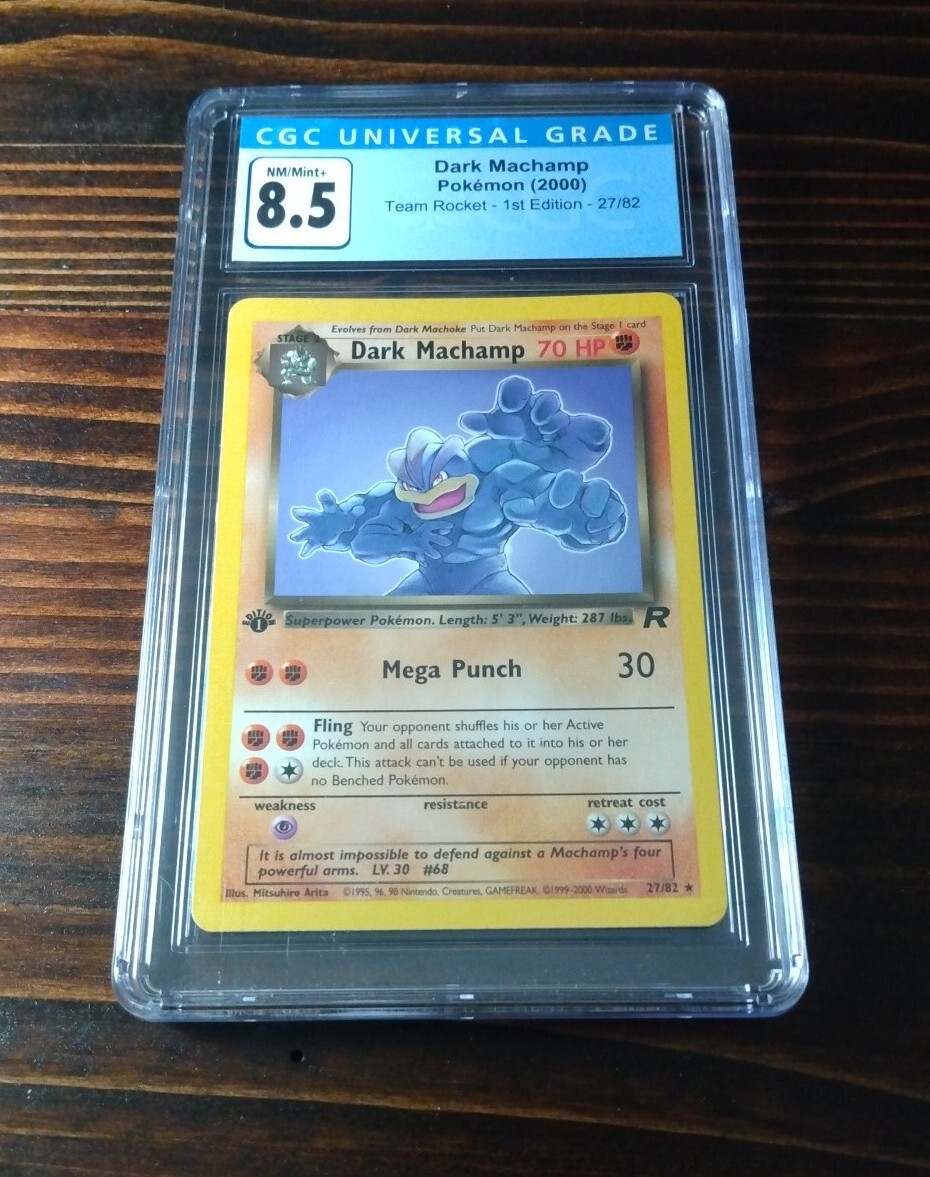 CGC UNIVERSAL GRADE
NM/Mint+
8.5
Dark Machamp
Pokémon (2000)
Team Rocket - 1st Edition - 27/82
Evolves from Dark Machoke Put Dark Machamp on the Stage 1 card
STAGE 2
Dark Machamp 70 HP
EDITION
1
Superpower Pokémon. Length: 5' 3", Weight: 287 lbs.
R
Mega Punch 30
Fling Your opponent shuffles his or her Active
Pokémon and all cards attached to it into his or her
deck. This attack can't be used if your opponent has
no Benched Pokémon.
weakness resistance retreat cost
It is almost impossible to defend against a Machamp's four
powerful arms. LV. 30 #68
Illus. Mitsuhiro Arita ©1995, 96, 98 Nintendo, Creatures, GAMEFREAK. ©1999-2000 Wizards. 27/82 ★